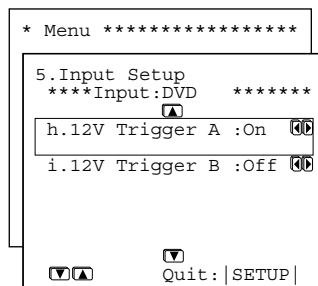 * Menu *****************
5.Input Setup
****Input:DVD *******
h.12V Trigger A :On
i.12V Trigger B :Off
Quit:|SETUP|